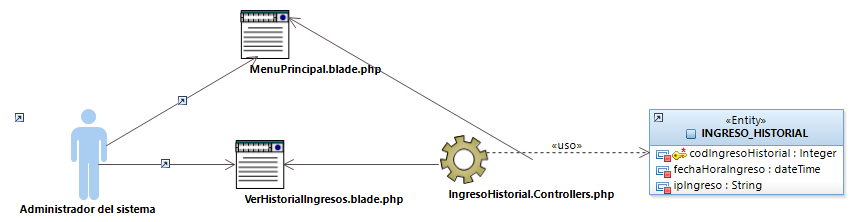 MenuPrincipal.blade.php
«Entity»
INGRESO_HISTORIAL
«uso»
codIngresoHistorial : Integer
fechaHoraIngreso : dateTime
ipIngreso : String
VerHistorialIngresos.blade.php
IngresoHistorial.Controllers.php
Administrador del sistema